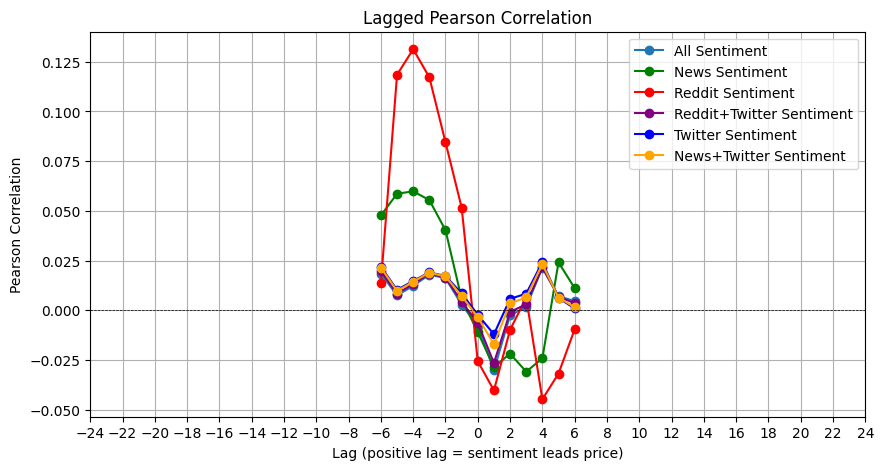 Lagged Pearson Correlation
All Sentiment
News Sentiment
Reddit Sentiment
Reddit+Twitter Sentiment
Twitter Sentiment
News+Twitter Sentiment
Pearson Correlation
0.125
0.100
0.075
0.050
0.025
0.000
−0.025
−0.050
−24 −22 −20 −18 −16 −14 −12 −10 −8 −6 −4 −2 0 2 4 6 8 10 12 14 16 18 20 22 24
Lag (positive lag = sentiment leads price)